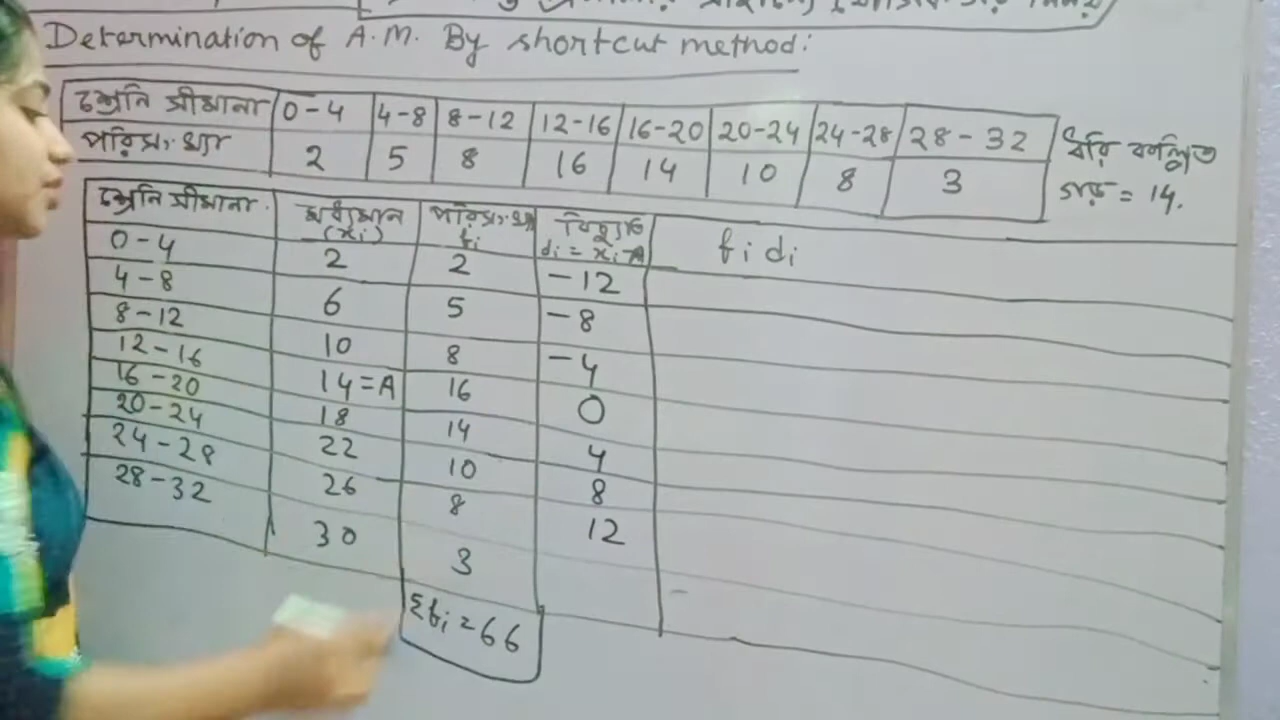 Determination of A.M. By shortcut method:
শ্রেনি সীমানা 0-4 4-8 8-12 12-16 16-20 20-24 24-28 28-32
পরিসংখ্যা 2 5 8 16 14 10 8 3
ধরি কল্পিত
গড় = 14.
শ্রেনি সীমানা মধ্যমান (xi) পরিসংখ্যা fi বিচ্যুতি di = xi-A fi di
0-4 2 2 -12
4-8 6 5 -8
8-12 10 8 -4
12-16 14=A 16 0
16-20 18 14 4
20-24 22 10 8
24-28 26 8 12
28-32 30 3
Σfi = 66